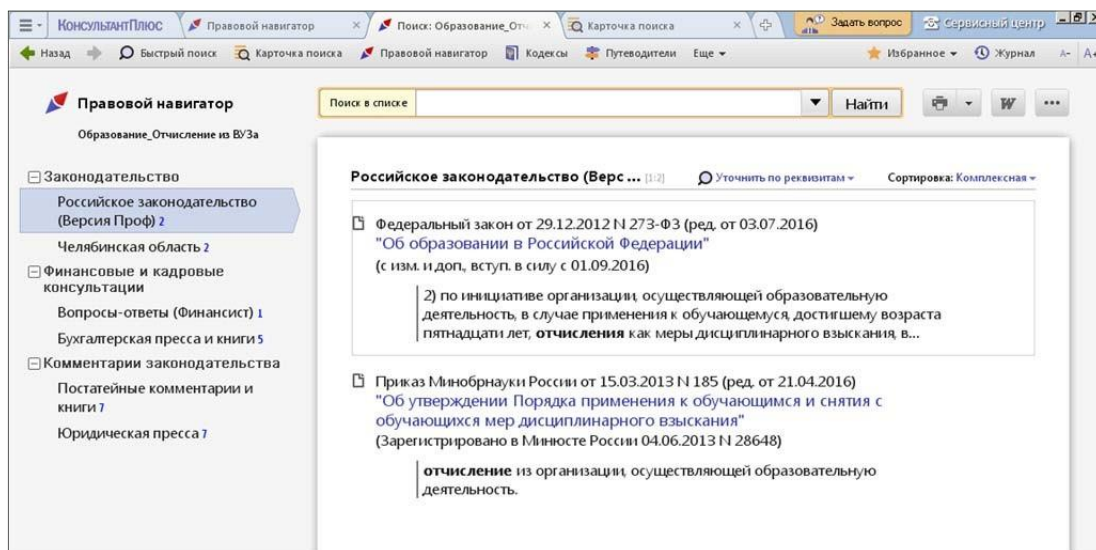 КОНСУЛЬТАНТПЛЮС
Правовой навигатор
Поиск: Образование_Отч
Карточка поиска
Задать вопрос
Сервисный центр
Назад
Быстрый поиск
Карточка поиска
Правовой навигатор
Кодексы
Путеводители
Еще
Избранное
Журнал
А-
А+
Правовой навигатор
Образование_Отчисление из ВУЗа
Поиск в списке
Найти
W
Законодательство
Российское законодательство
(Версия Проф) 2
Челябинская область 2
Финансовые и кадровые
консультации
Вопросы-ответы (Финансист) 1
Бухгалтерская пресса и книги 5
Комментарии законодательства
Постатейные комментарии и
книги 7
Юридическая пресса 7
Российское законодательство (Верс ... [1:2]
Уточнить по реквизитам
Сортировка: Комплексная
Федеральный закон от 29.12.2012 N 273-ФЗ (ред. от 03.07.2016)
"Об образовании в Российской Федерации"
(с изм. и доп., вступ. в силу с 01.09.2016)
2) по инициативе организации, осуществляющей образовательную
деятельность, в случае применения к обучающемуся, достигшему возраста
пятнадцати лет, отчисления как меры дисциплинарного взыскания, в...
Приказ Минобрнауки России от 15.03.2013 N 185 (ред. от 21.04.2016)
"Об утверждении Порядка применения к обучающимся и снятия с
обучающихся мер дисциплинарного взыскания"
(Зарегистрировано в Минюсте России 04.06.2013 N 28648)
отчисление из организации, осуществляющей образовательную
деятельность.